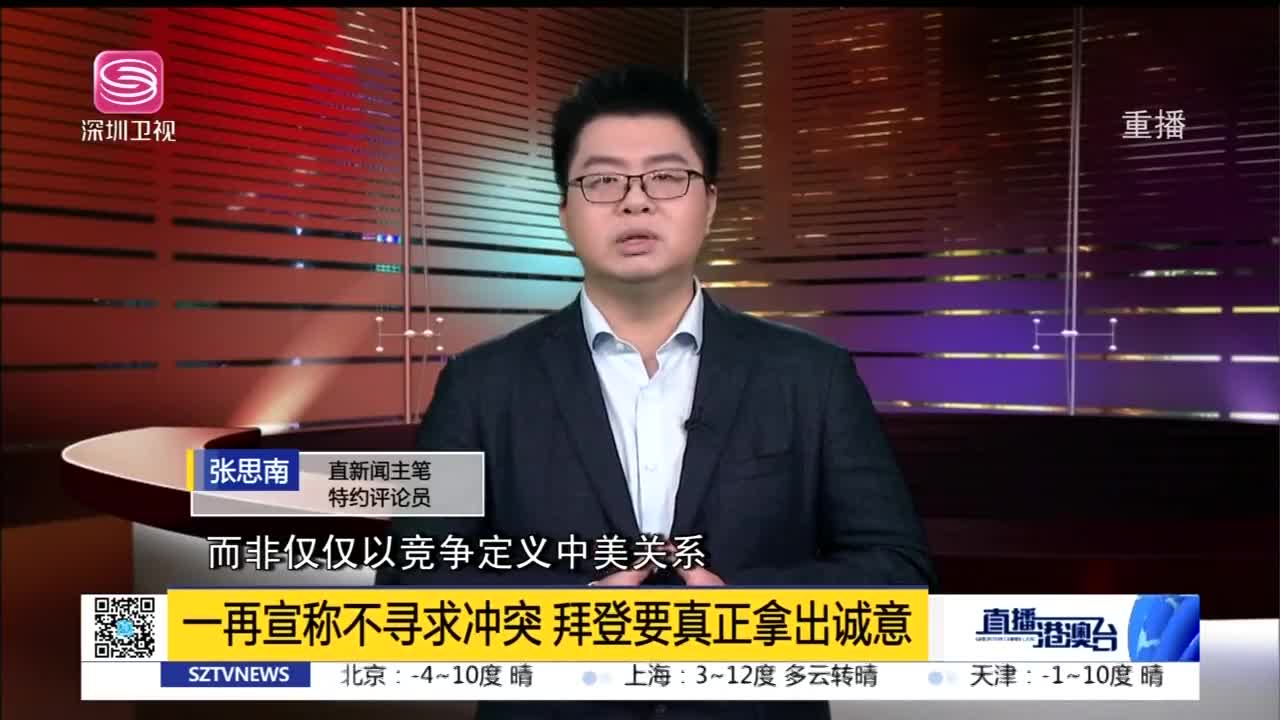 深圳卫视
重播
张思南
直新闻主笔
特约评论员
而非仅仅以竞争定义中美关系
一再宣称不寻求冲突 拜登要真正拿出诚意
直播港澳台
SZTVNEWS
北京：-4~10度 晴
上海：3~12度 多云转晴
天津：-1~10度 晴